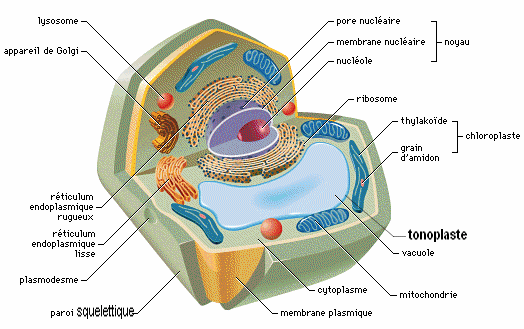 lysosome
appareil de Golgi
pore nucléaire
membrane nucléaire
noyau
nucléole
ribosome
thylakoïde
chloroplaste
grain
d'amidon
réticulum
endoplasmique
rugueux
réticulum
endoplasmique
lisse
plasmodesme
paroi squelettique
tonoplaste
vacuole
mitochondrie
cytoplasme
membrane plasmique